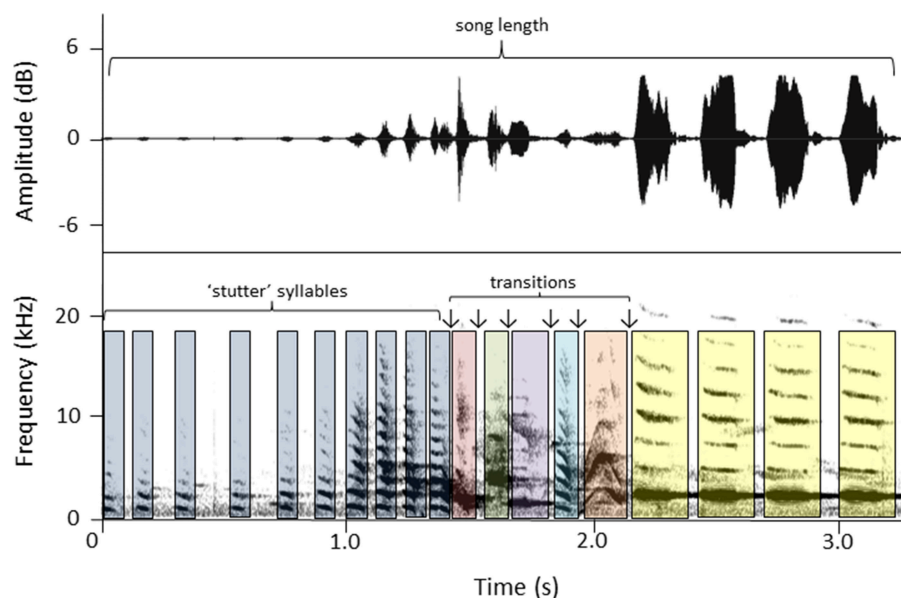 song length
Amplitude (dB)
6
0
-6
'stutter' syllables
transitions
Frequency (kHz)
20
10
0
0
1.0
2.0
3.0
Time (s)